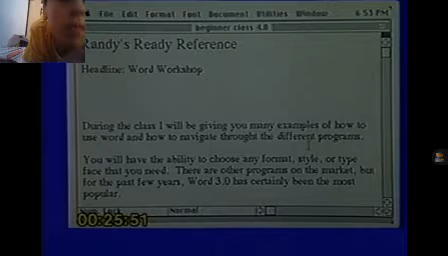 File Edit Format Font Document Utilities Window 6:53 PM
beginner class 4.0
Randy's Ready Reference
Headline: Word Workshop
During the class I will be giving you many examples of how to
use word and how to navigate throught the different programs.
You will have the ability to choose any format, style, or type
face that you need. There are other programs on the market, but
for the past few years, Word 3.0 has certainly been the most
popular.
Num. Lock Normal
00:25:51